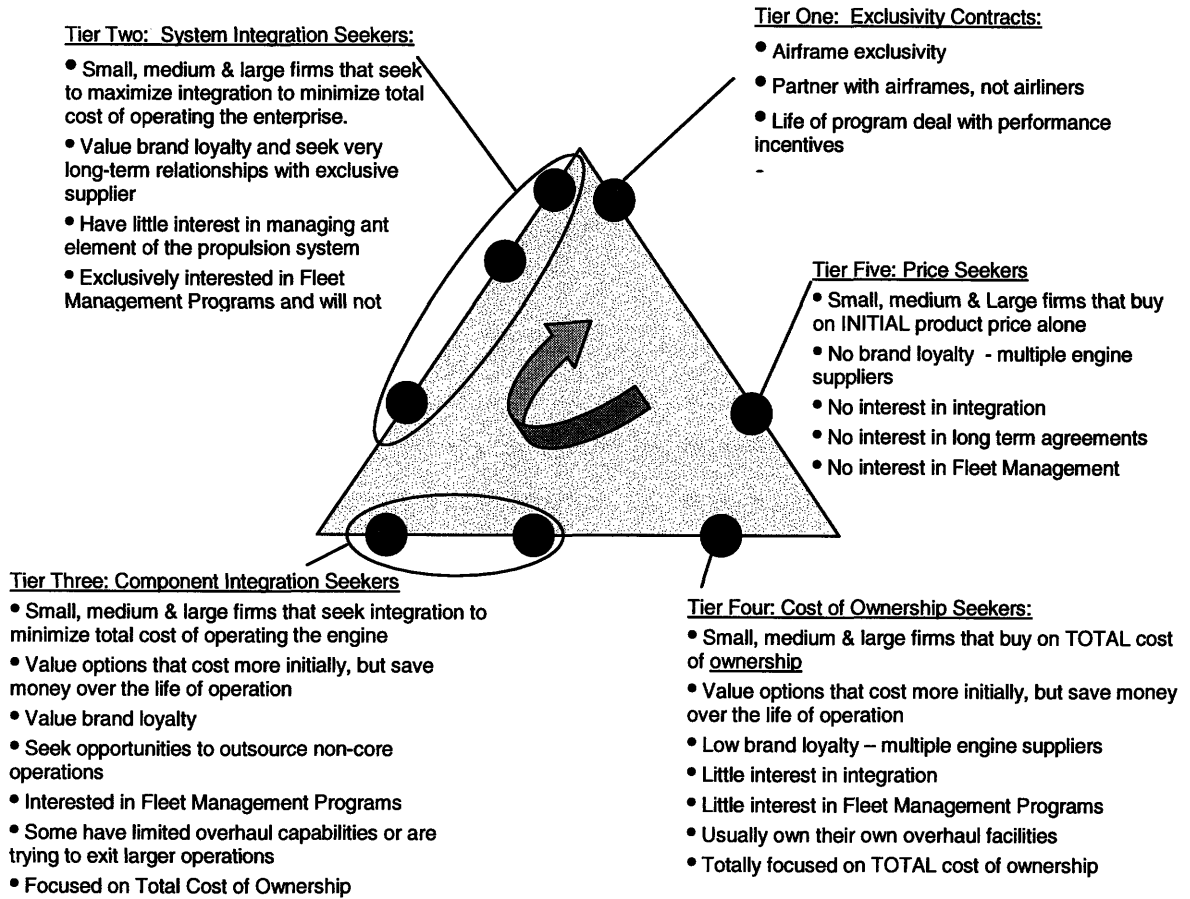 Tier Two: System Integration Seekers:
• Small, medium & large firms that seek
to maximize integration to minimize total
cost of operating the enterprise.
• Value brand loyalty and seek very
long-term relationships with exclusive
supplier
• Have little interest in managing ant
element of the propulsion system
• Exclusively interested in Fleet
Management Programs and will not
Tier One: Exclusivity Contracts:
• Airframe exclusivity
• Partner with airframes, not airliners
• Life of program deal with performance
incentives
-
Tier Five: Price Seekers
• Small, medium & Large firms that buy
on INITIAL product price alone
• No brand loyalty - multiple engine
suppliers
• No interest in integration
• No interest in long term agreements
• No interest in Fleet Management
Tier Three: Component Integration Seekers
• Small, medium & large firms that seek integration to
minimize total cost of operating the engine
• Value options that cost more initially, but save
money over the life of operation
• Value brand loyalty
• Seek opportunities to outsource non-core
operations
• Interested in Fleet Management Programs
• Some have limited overhaul capabilities or are
trying to exit larger operations
• Focused on Total Cost of Ownership
Tier Four: Cost of Ownership Seekers:
• Small, medium & large firms that buy on TOTAL cost
of ownership
• Value options that cost more initially, but save money
over the life of operation
• Low brand loyalty – multiple engine suppliers
• Little interest in integration
• Little interest in Fleet Management Programs
• Usually own their own overhaul facilities
• Totally focused on TOTAL cost of ownership